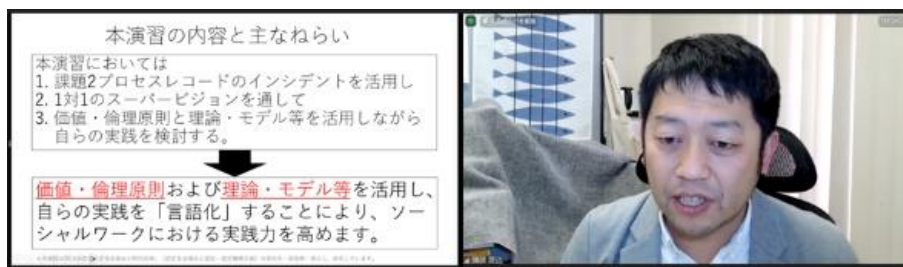 本演習の内容と主なねらい
本演習においては
1. 課題2プロセスレコードのインシデントを活用し
2. 1対1のスーパービジョンを通して
3. 価値・倫理原則と理論・モデル等を活用しながら
自らの実践を検討する。
価値・倫理原則および理論・モデル等を活用し、
自らの実践を「言語化」することにより、ソー
シャルワークにおける実践力を高めます。